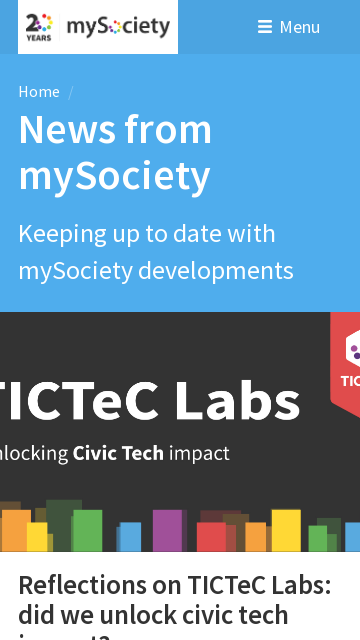 20 YEARS mySociety
Menu
Home /
News from
mySociety
Keeping up to date with
mySociety developments
TICTeC Labs
nlocking Civic Tech impact
TIC
Reflections on TICTeC Labs:
did we unlock civic tech
impact?